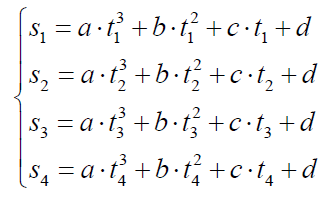 s₁ = a·t₁³ + b·t₁² + c·t₁ + d
s₂ = a·t₂³ + b·t₂² + c·t₂ + d
s₃ = a·t₃³ + b·t₃² + c·t₃ + d
s₄ = a·t₄³ + b·t₄² + c·t₄ + d